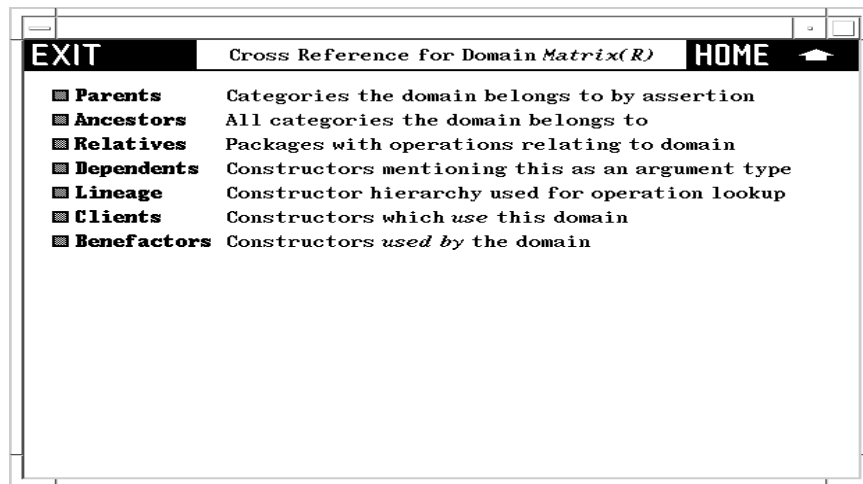 EXIT Cross Reference for Domain Matrix(R) HOME
Parents Categories the domain belongs to by assertion
Ancestors All categories the domain belongs to
Relatives Packages with operations relating to domain
Dependents Constructors mentioning this as an argument type
Lineage Constructor hierarchy used for operation lookup
Clients Constructors which use this domain
Benefactors Constructors used by the domain